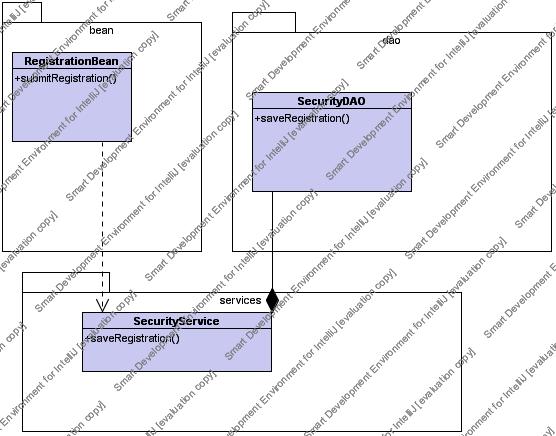 bean
RegistrationBean
+submitRegistration()
dao
SecurityDAO
+saveRegistration()
services
SecurityService
+saveRegistration()
Smart Development Environment for IntelliJ [evaluation copy]